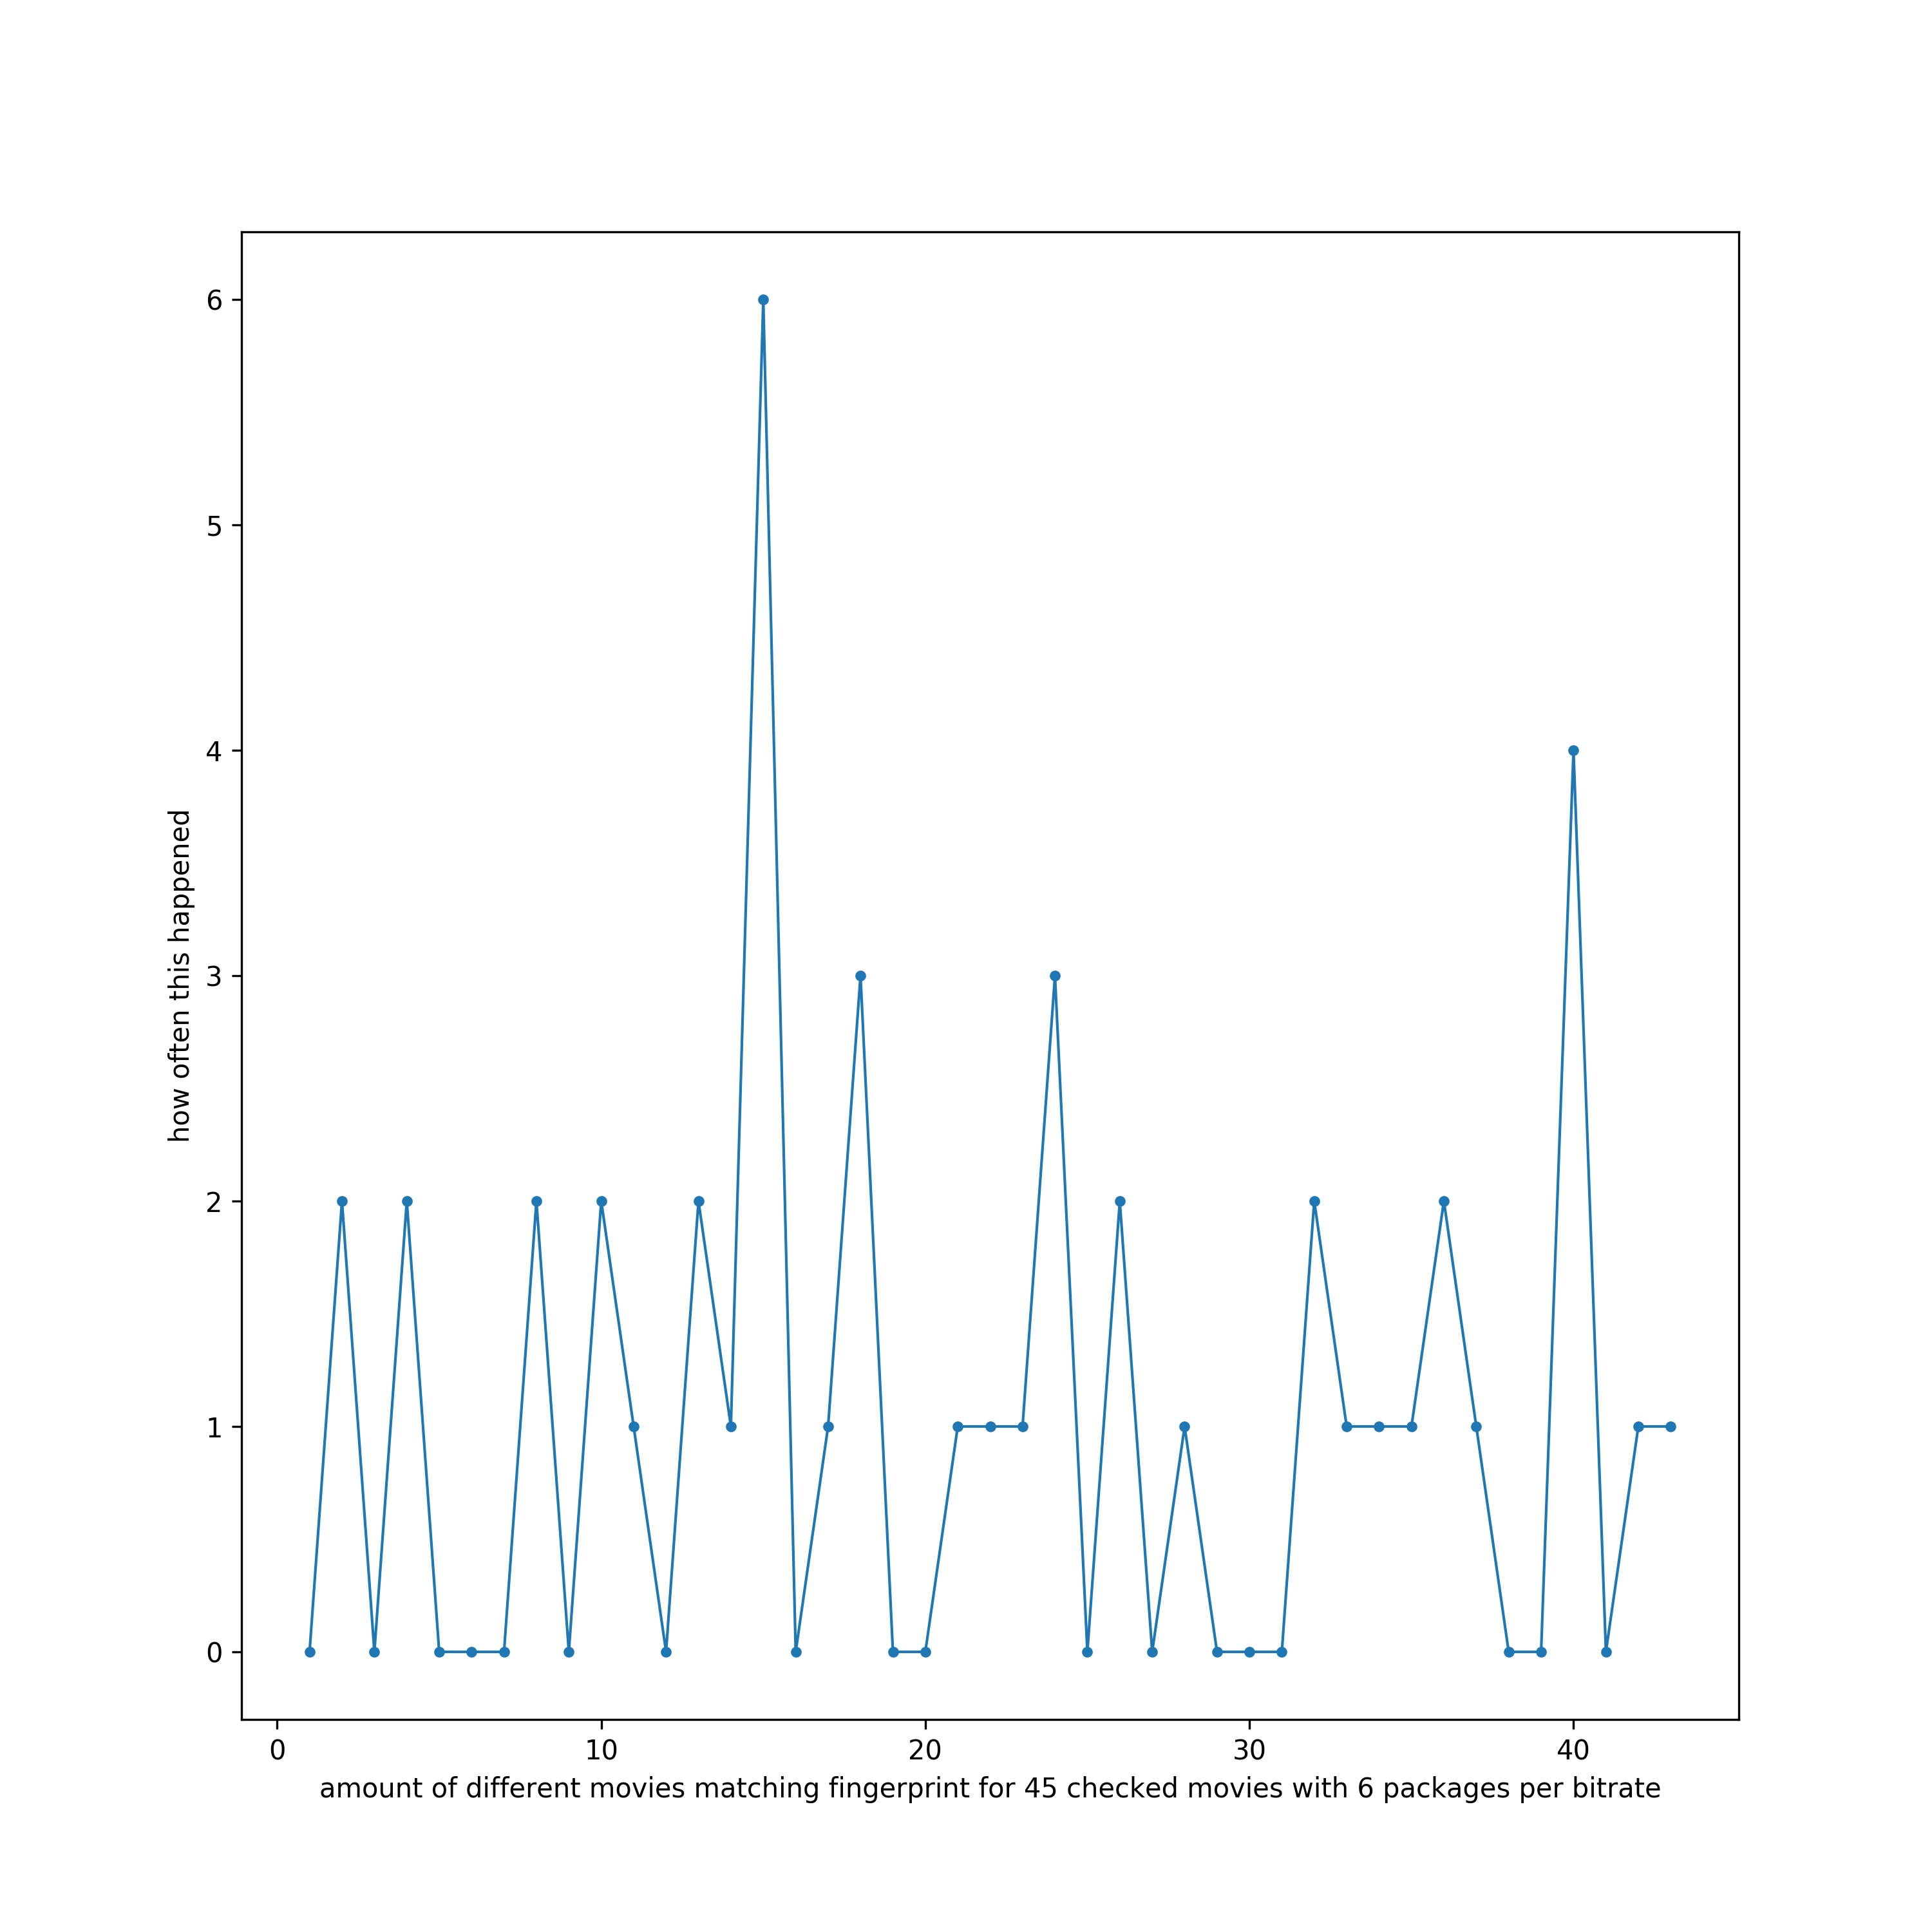 6
5
4
3
2
1
0
how often this happened
0 10 20 30 40
amount of different movies matching fingerprint for 45 checked movies with 6 packages per bitrate